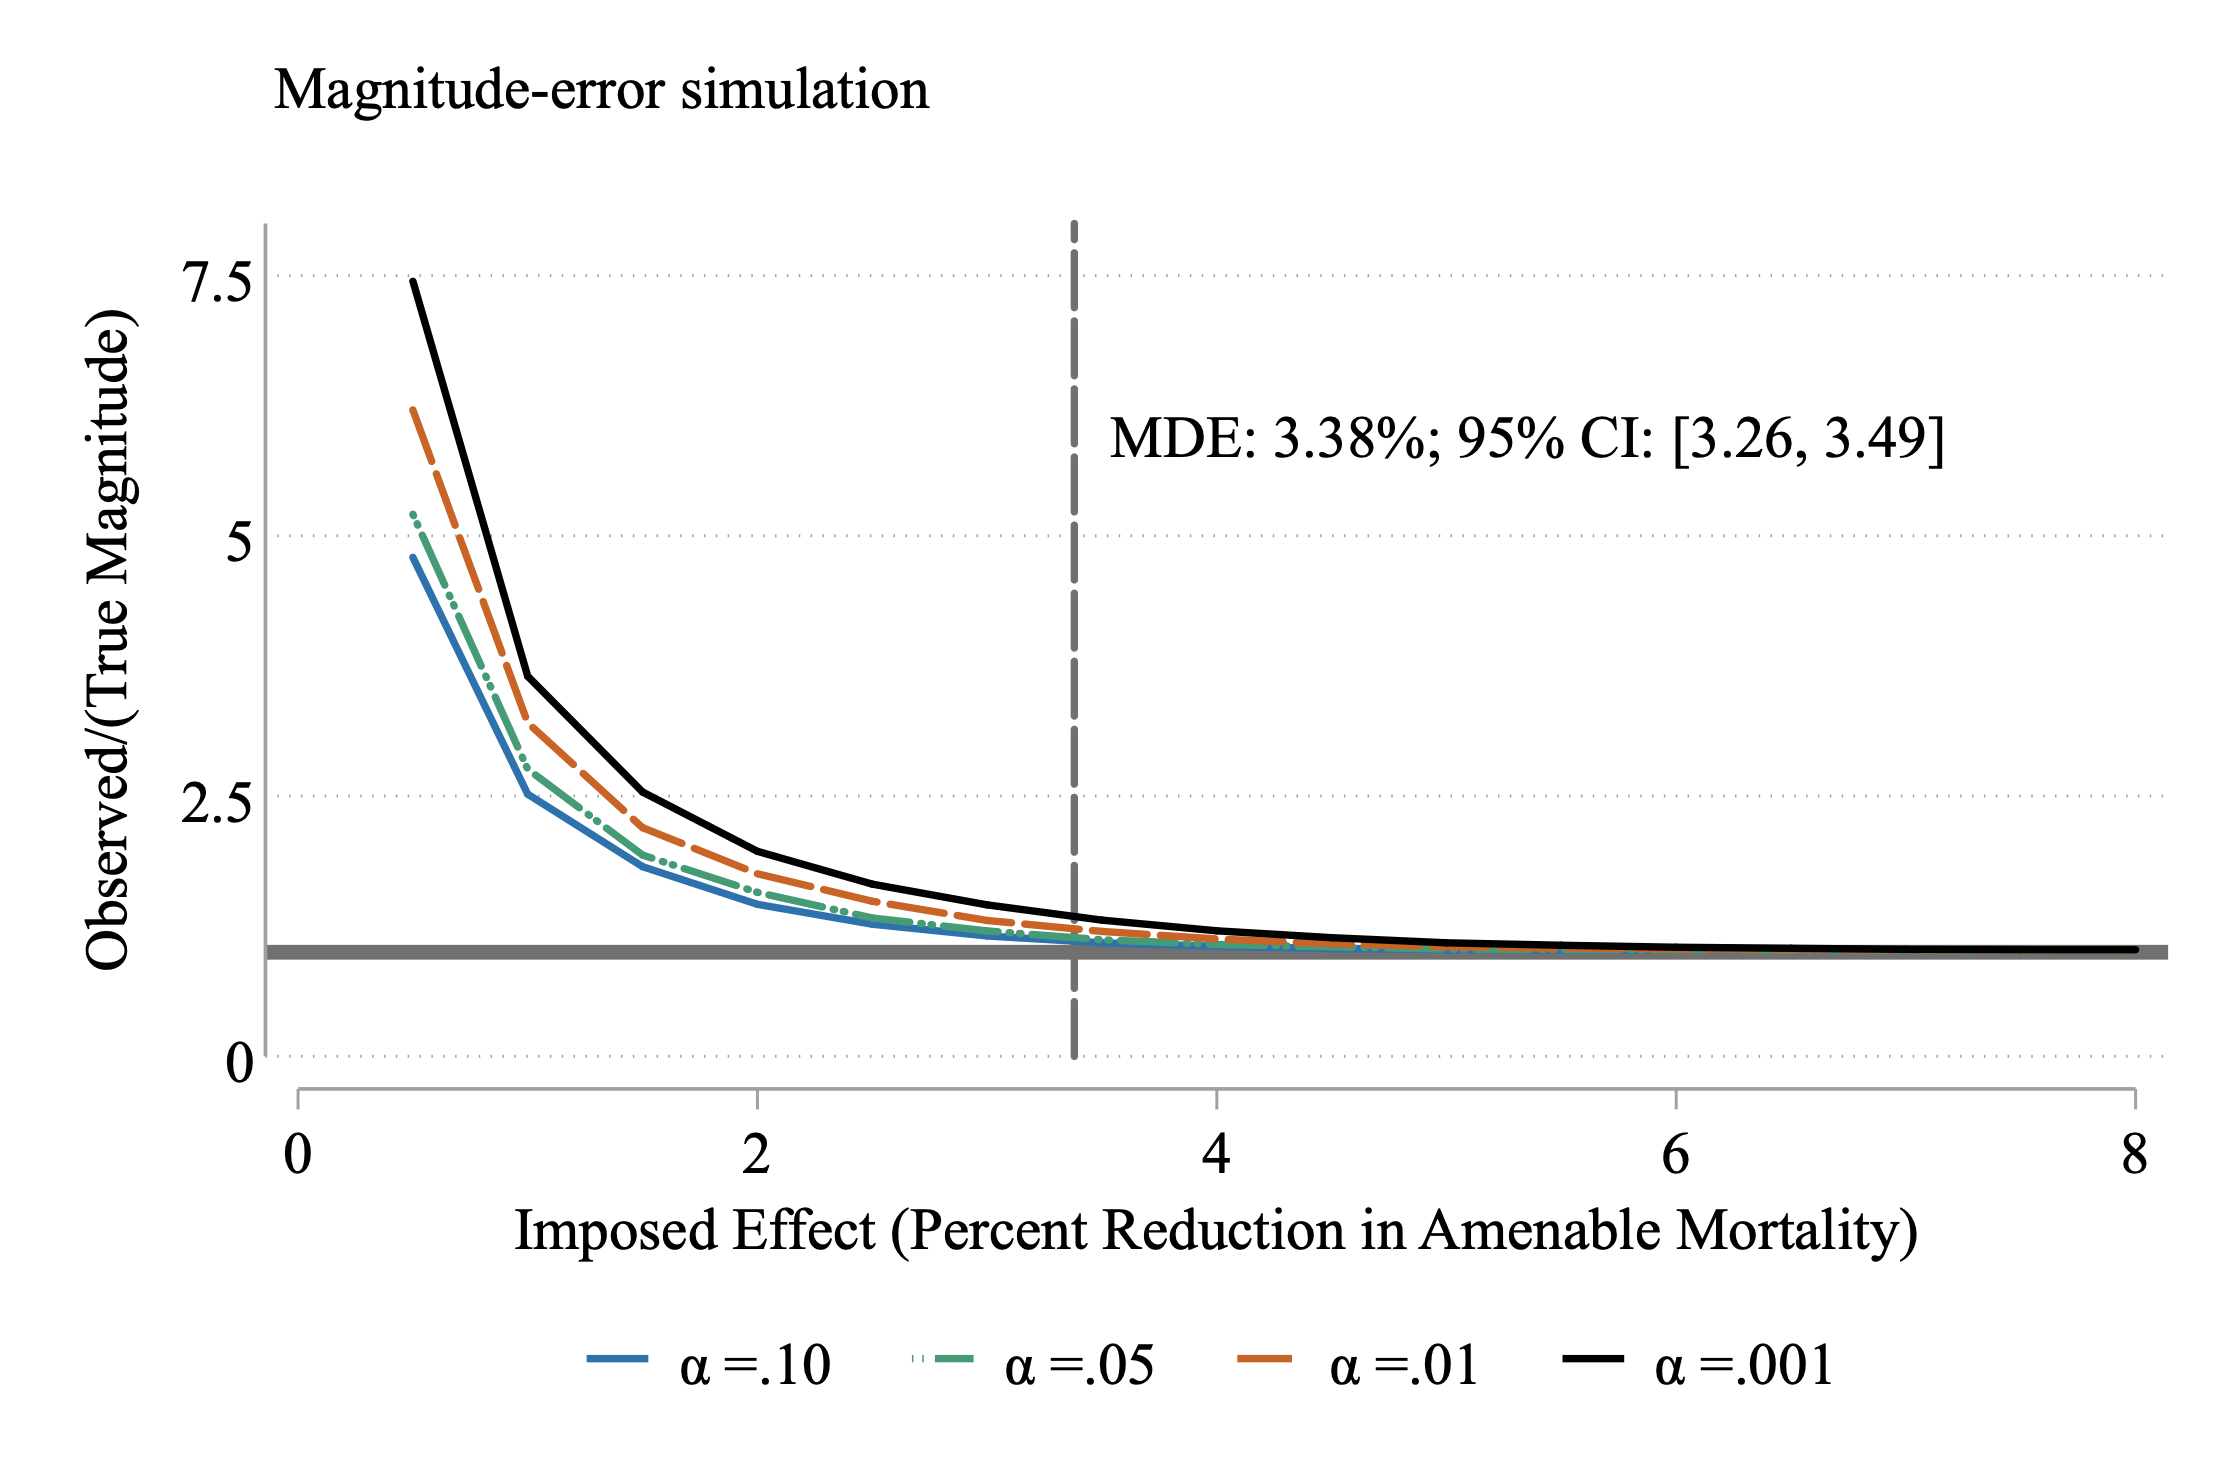 Magnitude-error simulation
Observed/(True Magnitude)
7.5
5
2.5
0
MDE: 3.38%; 95% CI: [3.26, 3.49]
0 2 4 6 8
Imposed Effect (Percent Reduction in Amenable Mortality)
α =.10 α =.05 α =.01 α =.001